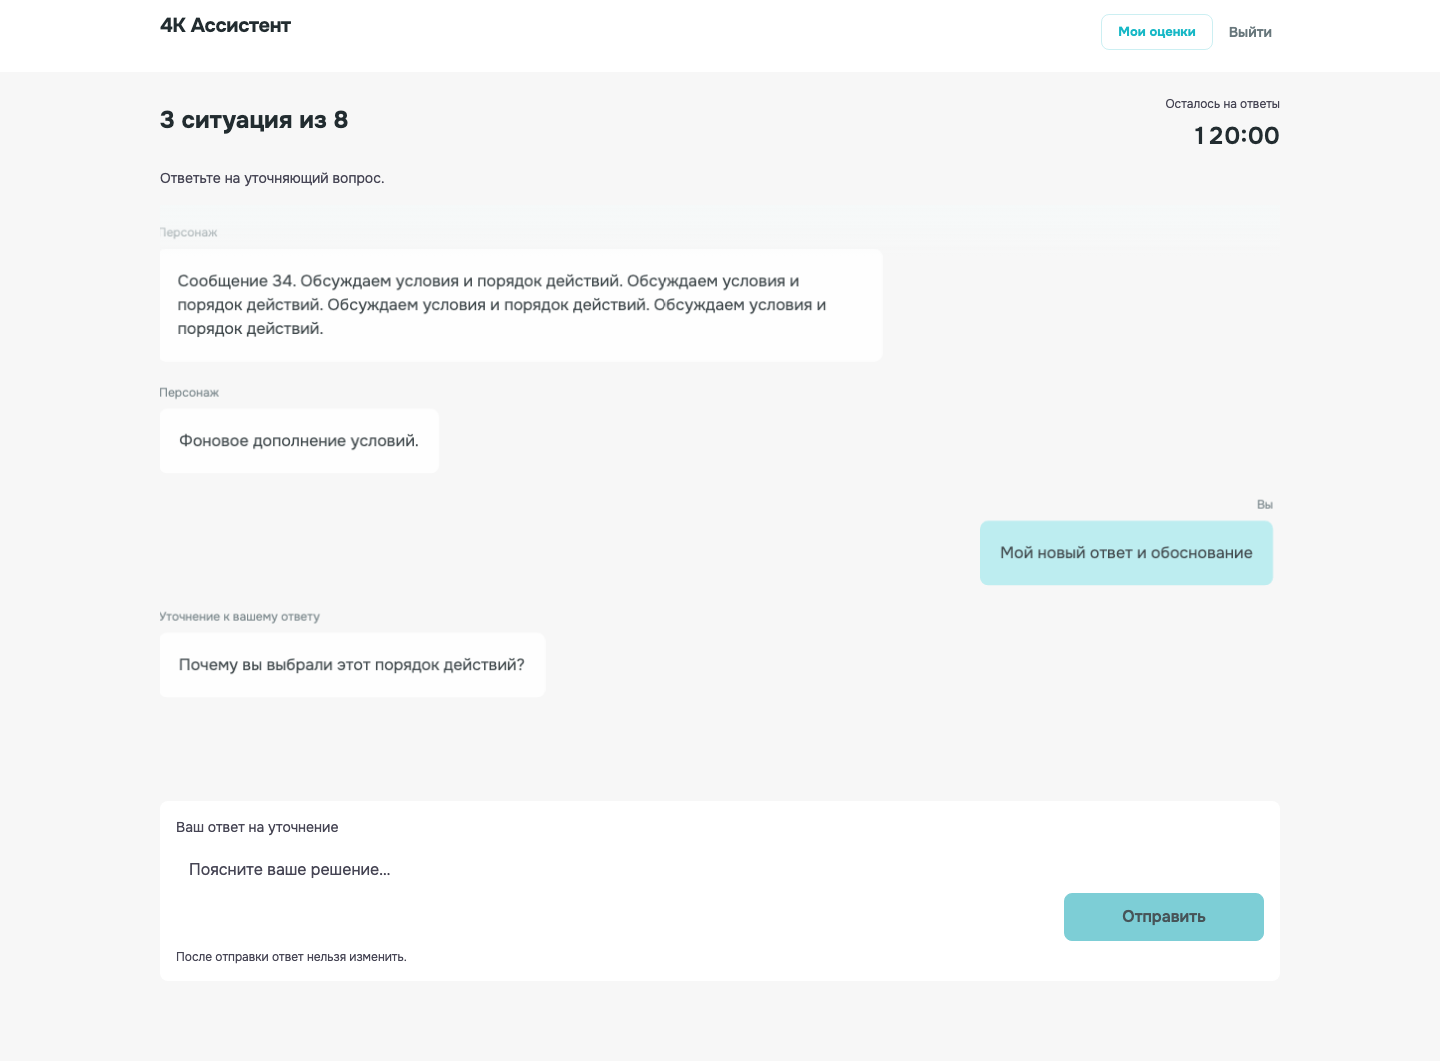 4К Ассистент
Мои оценки
Выйти
3 ситуация из 8
Осталось на ответы
120:00
Ответьте на уточняющий вопрос.
Персонаж
Сообщение 34. Обсуждаем условия и порядок действий. Обсуждаем условия и
порядок действий. Обсуждаем условия и порядок действий. Обсуждаем условия и
порядок действий.
Персонаж
Фоновое дополнение условий.
Вы
Мой новый ответ и обоснование
Уточнение к вашему ответу
Почему вы выбрали этот порядок действий?
Ваш ответ на уточнение
Поясните ваше решение...
Отправить
После отправки ответ нельзя изменить.